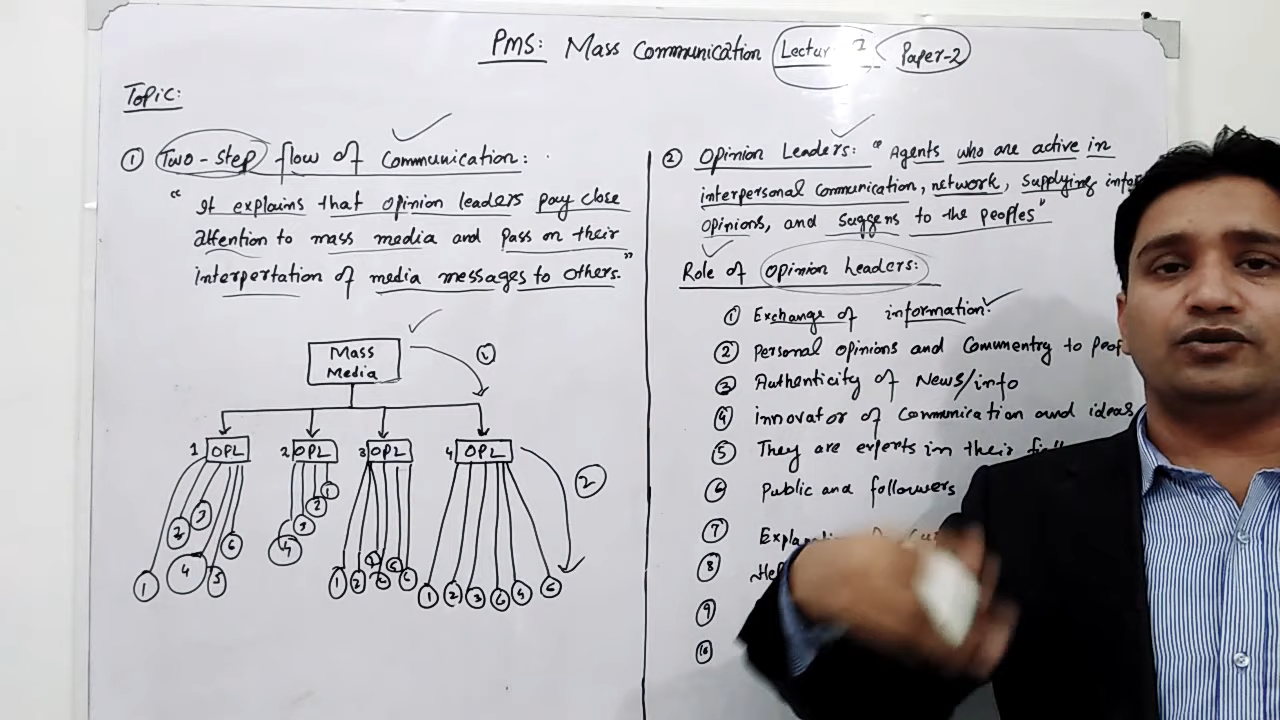 PMS: Mass Communication Lectur 1 Paper-2
Topic:
① Two-Step flow of Communication:
"It explains that opinion leaders pay close
attention to mass media and pass on their
interpertation of media messages to others."
Mass
Media
①
1 OPL 2 OPL 3 OPL 4 OPL
②
② Opinion Leaders: "Agents who are active in
interpersonal communication, network, supplying
opinions, and suggens to the peoples"
Role of Opinion Leaders:
① Exchange of information.
② Personal opinions and Commentry to
③ Authenticity of News/info
④ innovator of Communication and ideas
⑤ They are experts in their
⑥ Public and followers
⑦
⑧
⑨
⑩